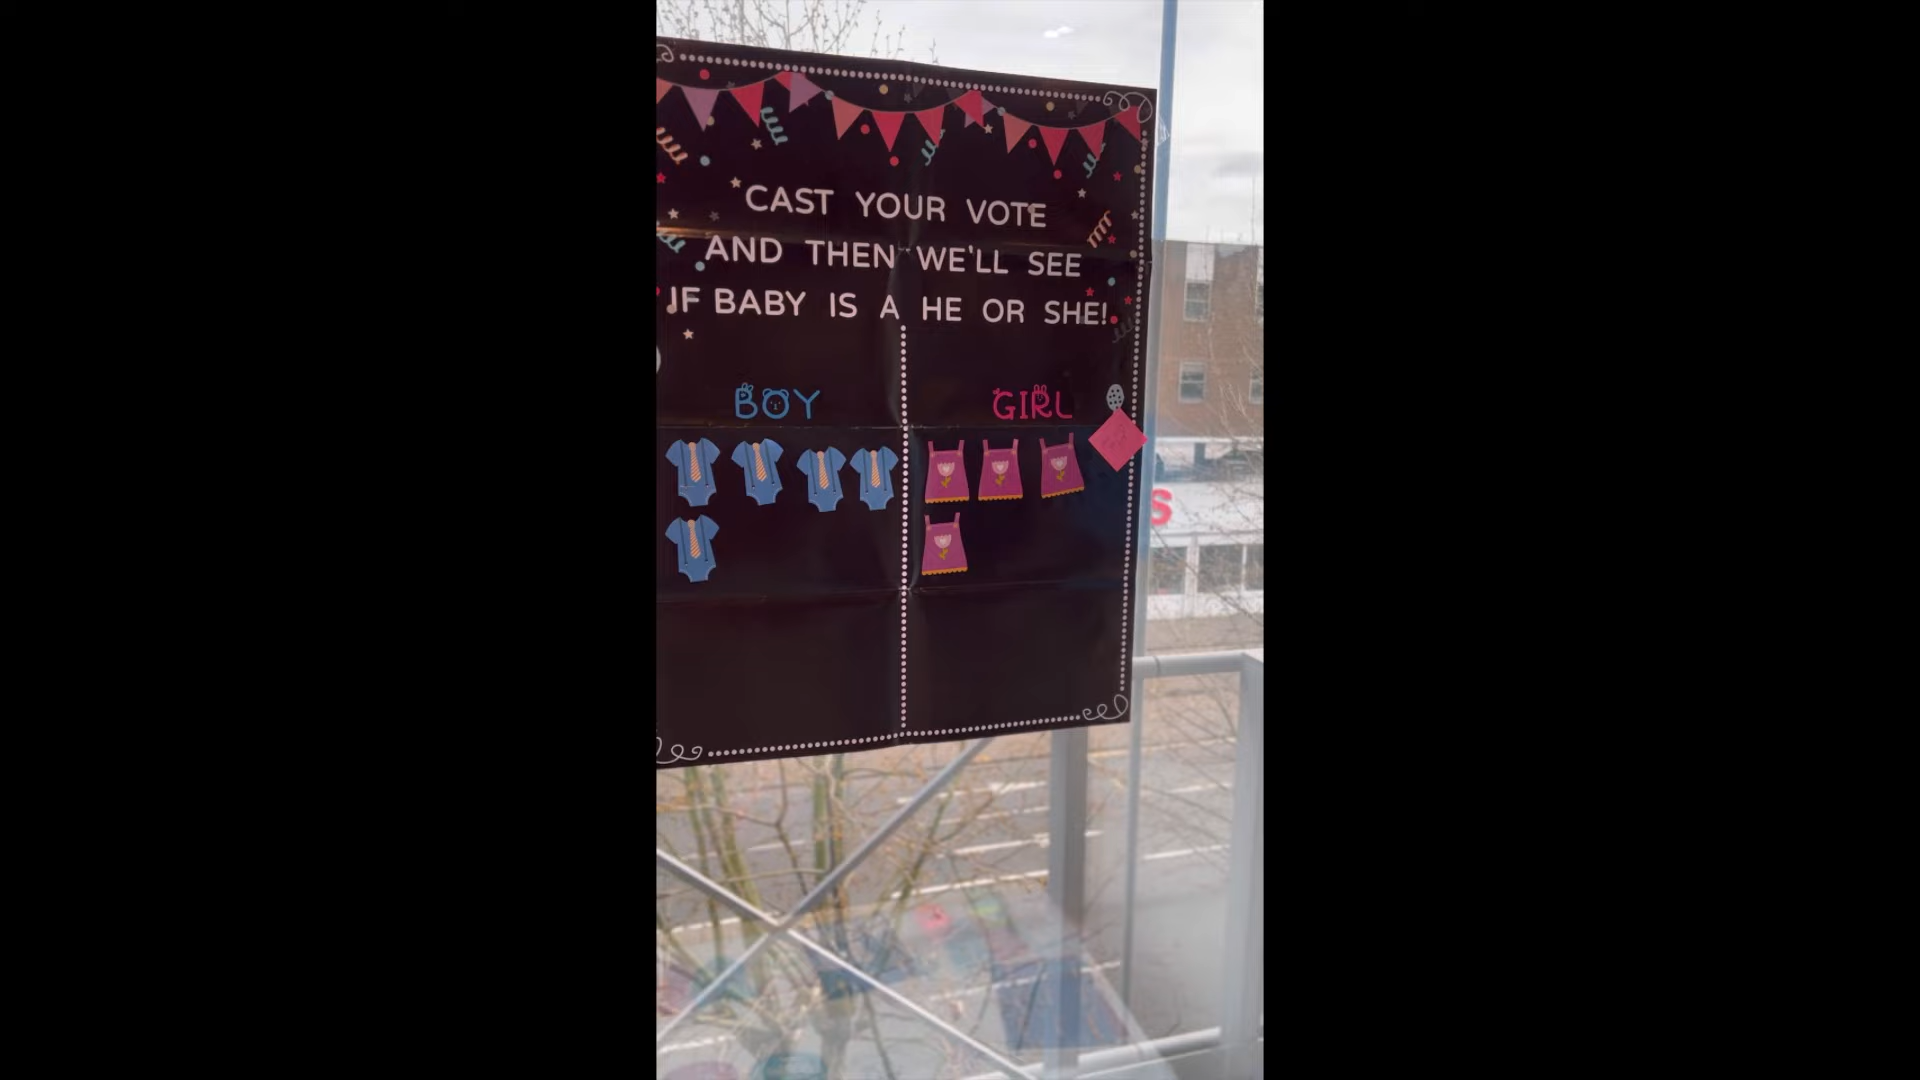 CAST YOUR VOTE
AND THEN WE'LL SEE
IF BABY IS A HE OR SHE!
BOY GIRL
S